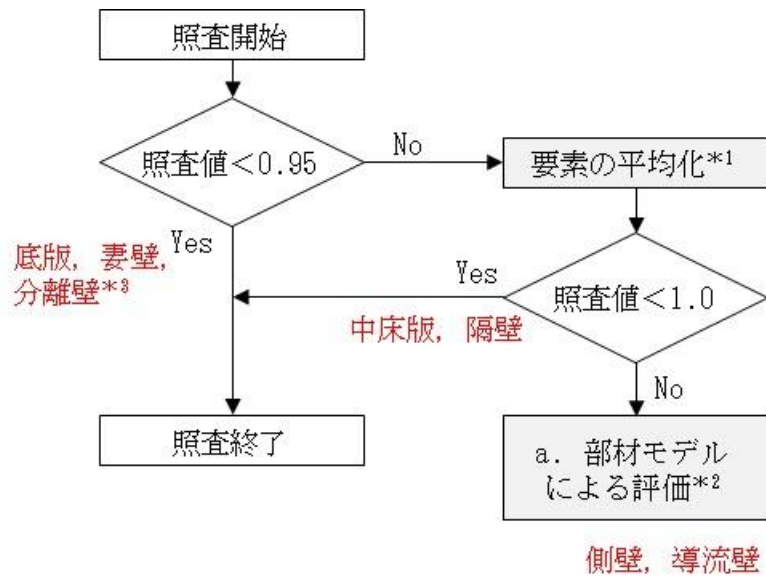 照査開始
照査値＜0.95
No
要素の平均化*1
Yes
底版, 妻壁,
分離壁*3
Yes
照査値＜1.0
中床版, 隔壁
No
照査終了
a. 部材モデル
による評価*2
側壁, 導流壁